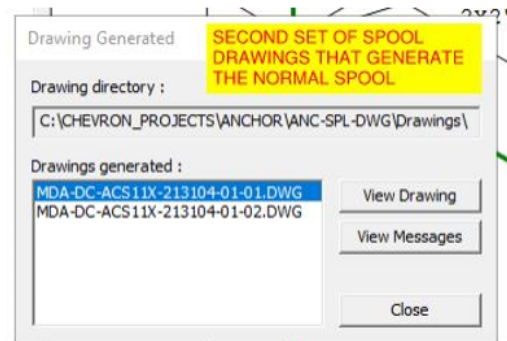 2X2"
Drawing Generated
SECOND SET OF SPOOL
DRAWINGS THAT GENERATE
THE NORMAL SPOOL
Drawing directory :
C:\CHEVRON_PROJECTS\ANCHOR\ANC-SPL-DWG\Drawings\
Drawings generated :
MDA-DC-ACS11X-213104-01-01.DWG
MDA-DC-ACS11X-213104-01-02.DWG
View Drawing
View Messages
Close